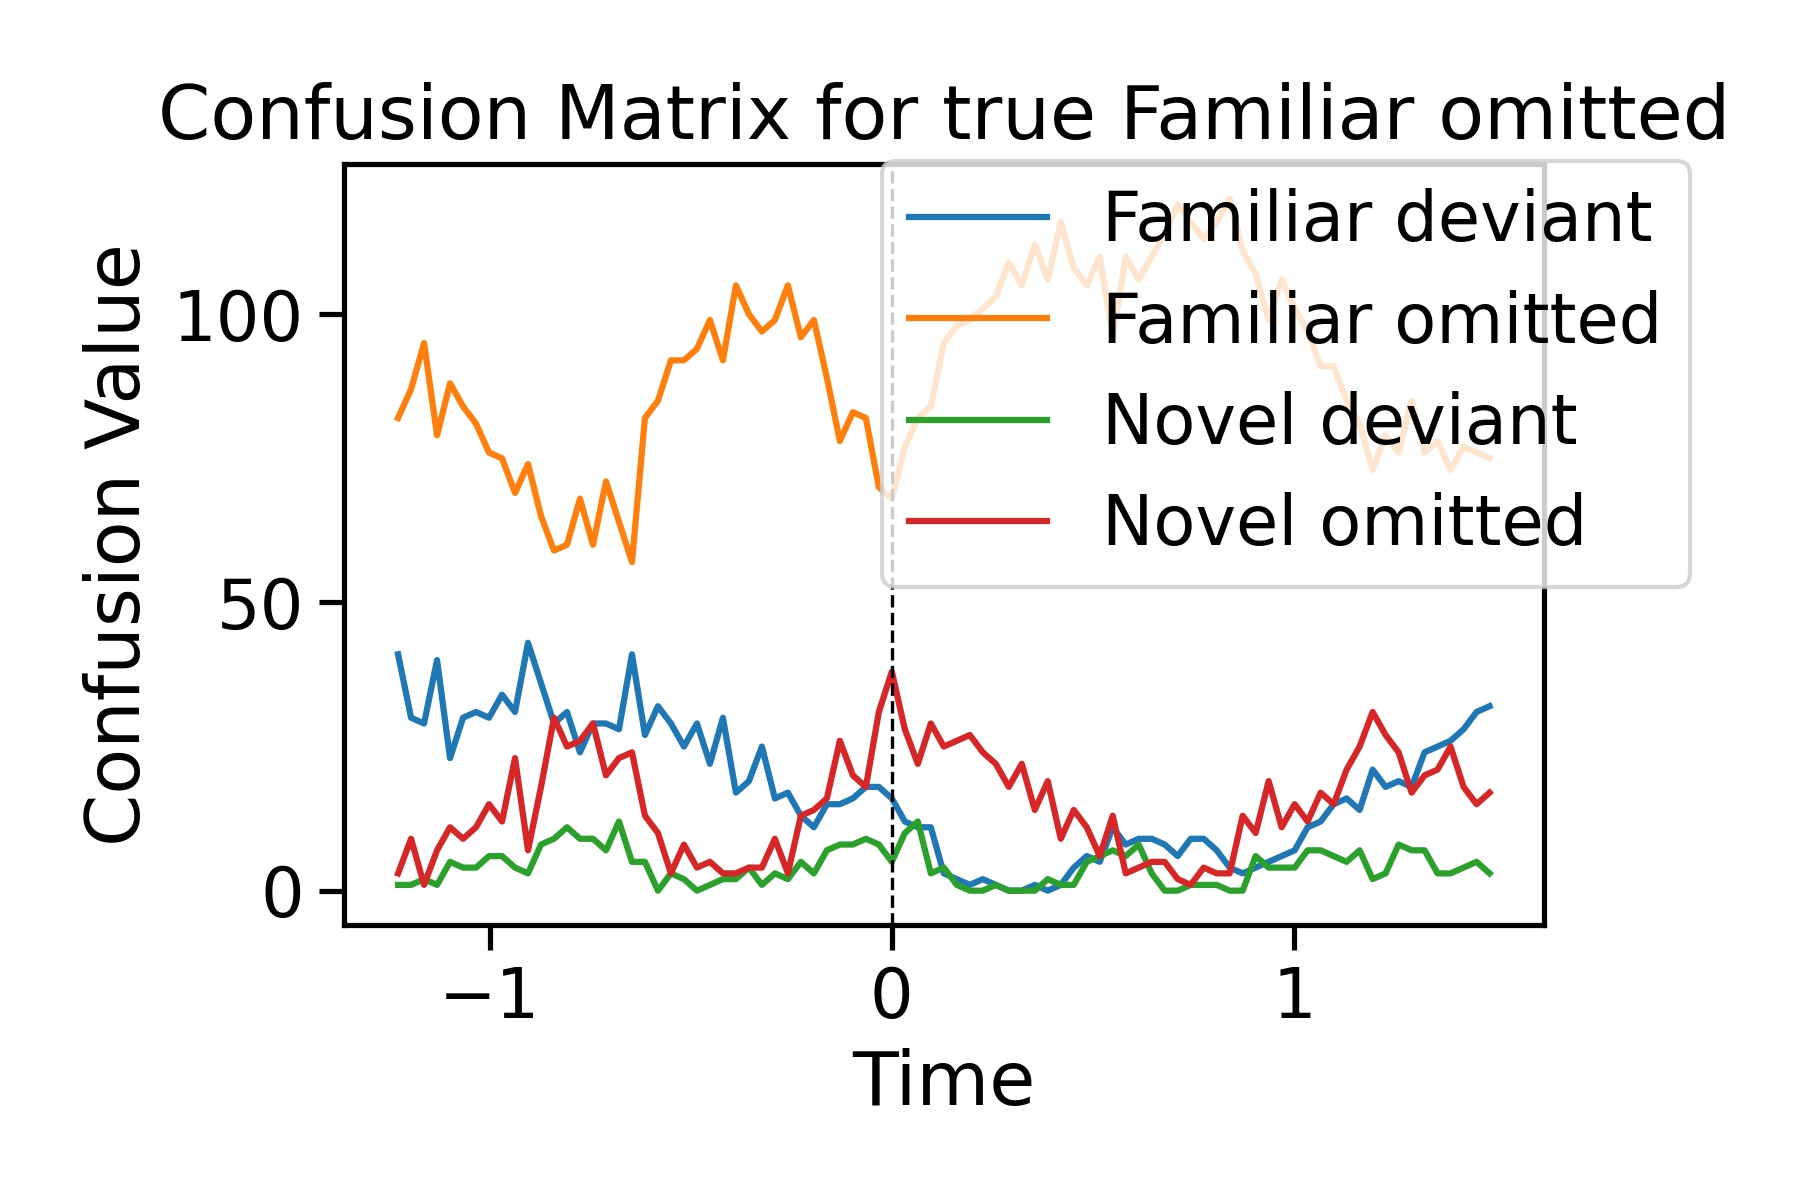 Confusion Matrix for true Familiar omitted
Familiar deviant
Familiar omitted
Novel deviant
Novel omitted
Confusion Value
100
50
0
−1
0
1
Time